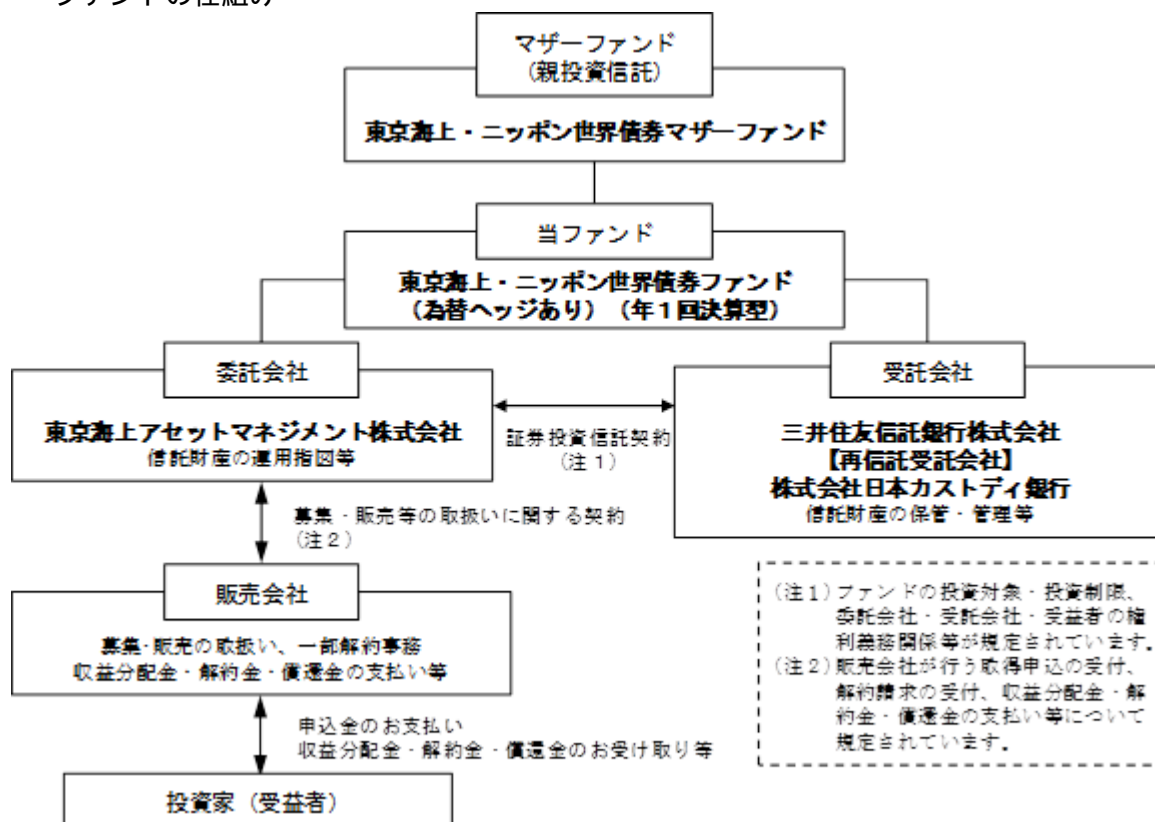 ファンドの仕組み
マザーファンド
(親投資信託)
東京海上・ニッポン世界債券マザーファンド
当ファンド
東京海上・ニッポン世界債券ファンド
(為替ヘッジあり)(年1回決算型)
委託会社
東京海上アセットマネジメント株式会社
信託財産の運用指図等
証券投資信託契約
(注1)
受託会社
三井住友信託銀行株式会社
【再信託受託会社】
株式会社日本カストディ銀行
信託財産の保管・管理等
募集・販売等の取扱いに関する契約
(注2)
販売会社
募集・販売の取扱い、一部解約事務
収益分配金・解約金・償還金の支払い等
申込金のお支払い
収益分配金・解約金・償還金のお受け取り等
投資家(受益者)
(注1)ファンドの投資対象・投資制限、
委託会社・受託会社・受益者の権
利義務関係等が規定されています。
(注2)販売会社が行う取得申込の受付、
解約請求の受付、収益分配金・解
約金・償還金の支払い等について
規定されています。